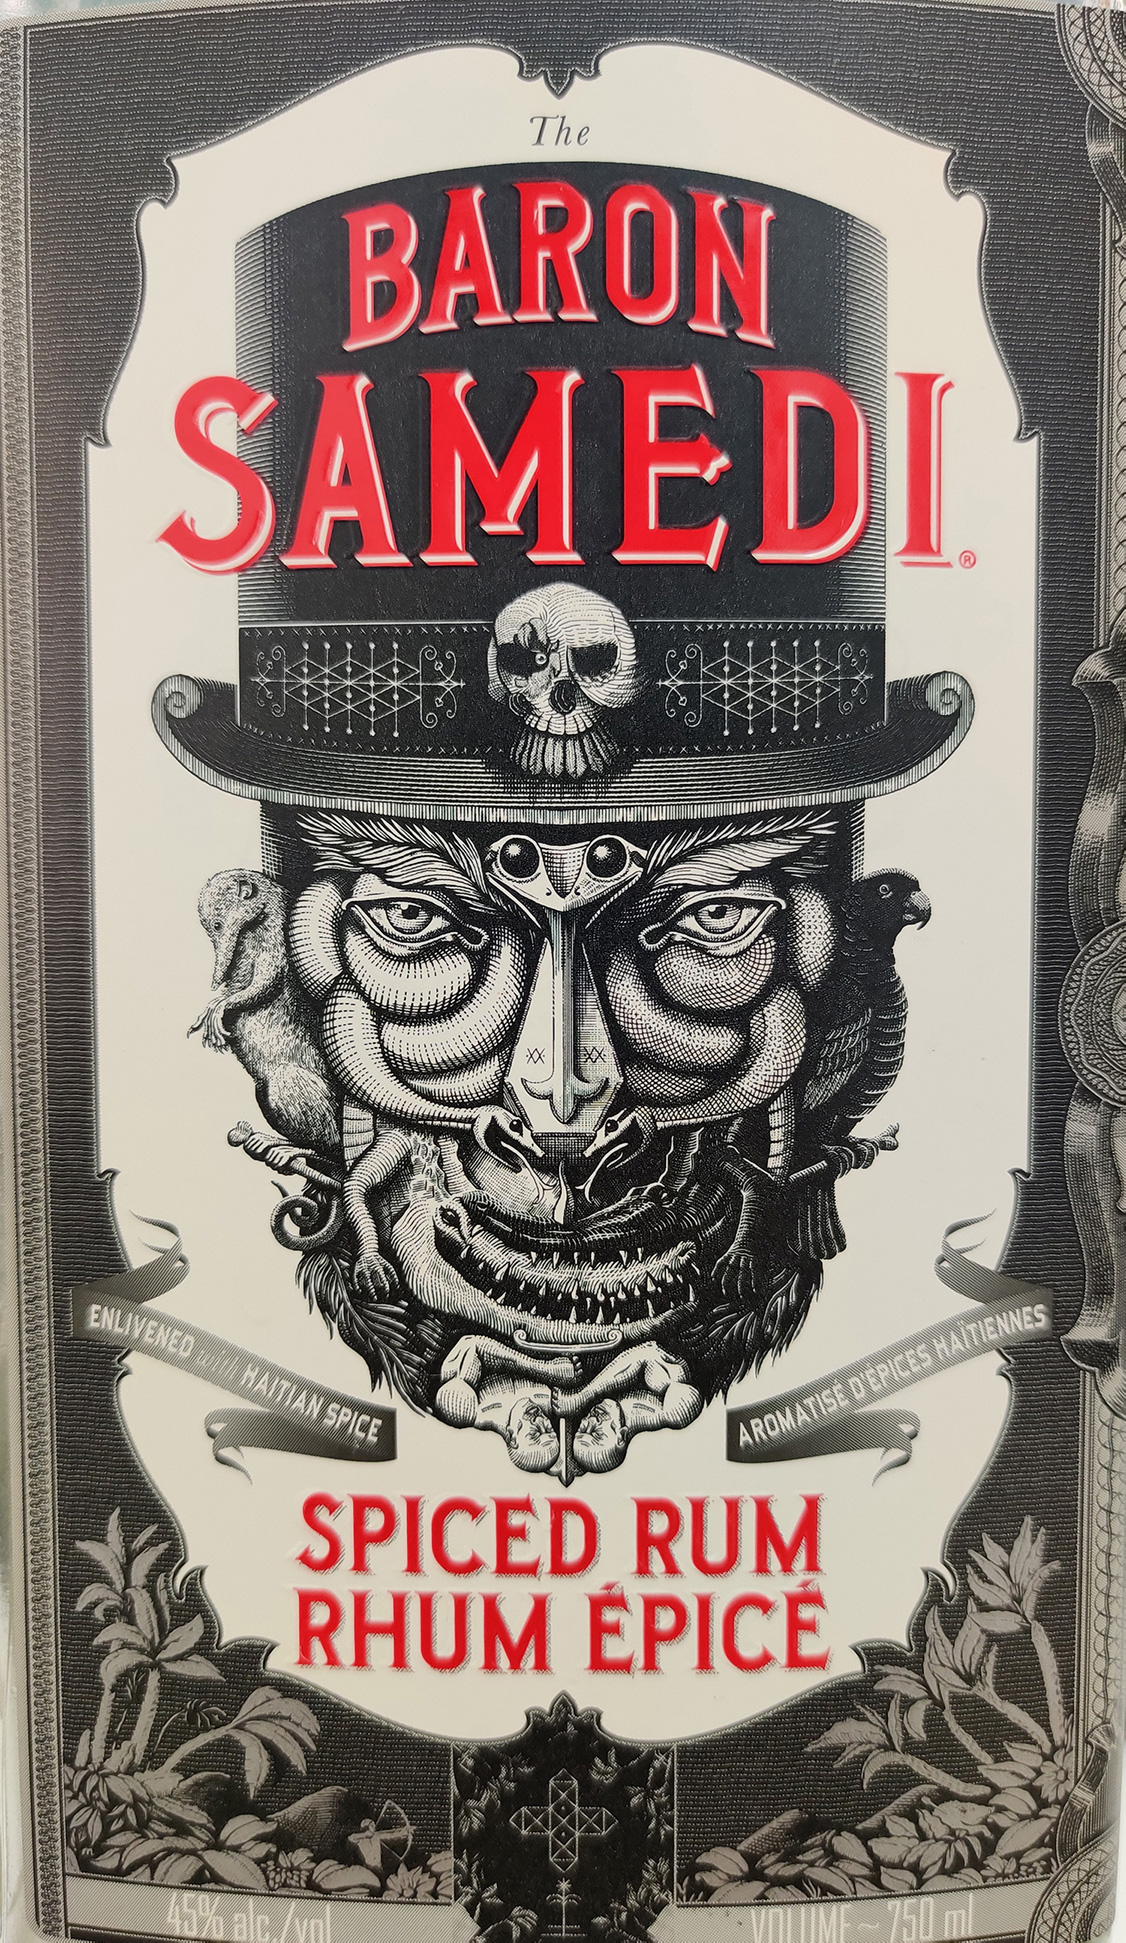 The
BARON
SAMEDI®
ENLIVENED with HAITIAN SPICE
AROMATISÉ D'ÉPICES HAÏTIENNES
SPICED RUM
RHUM ÉPICÉ
45% alc./vol
VOLUME ~ 750 ml